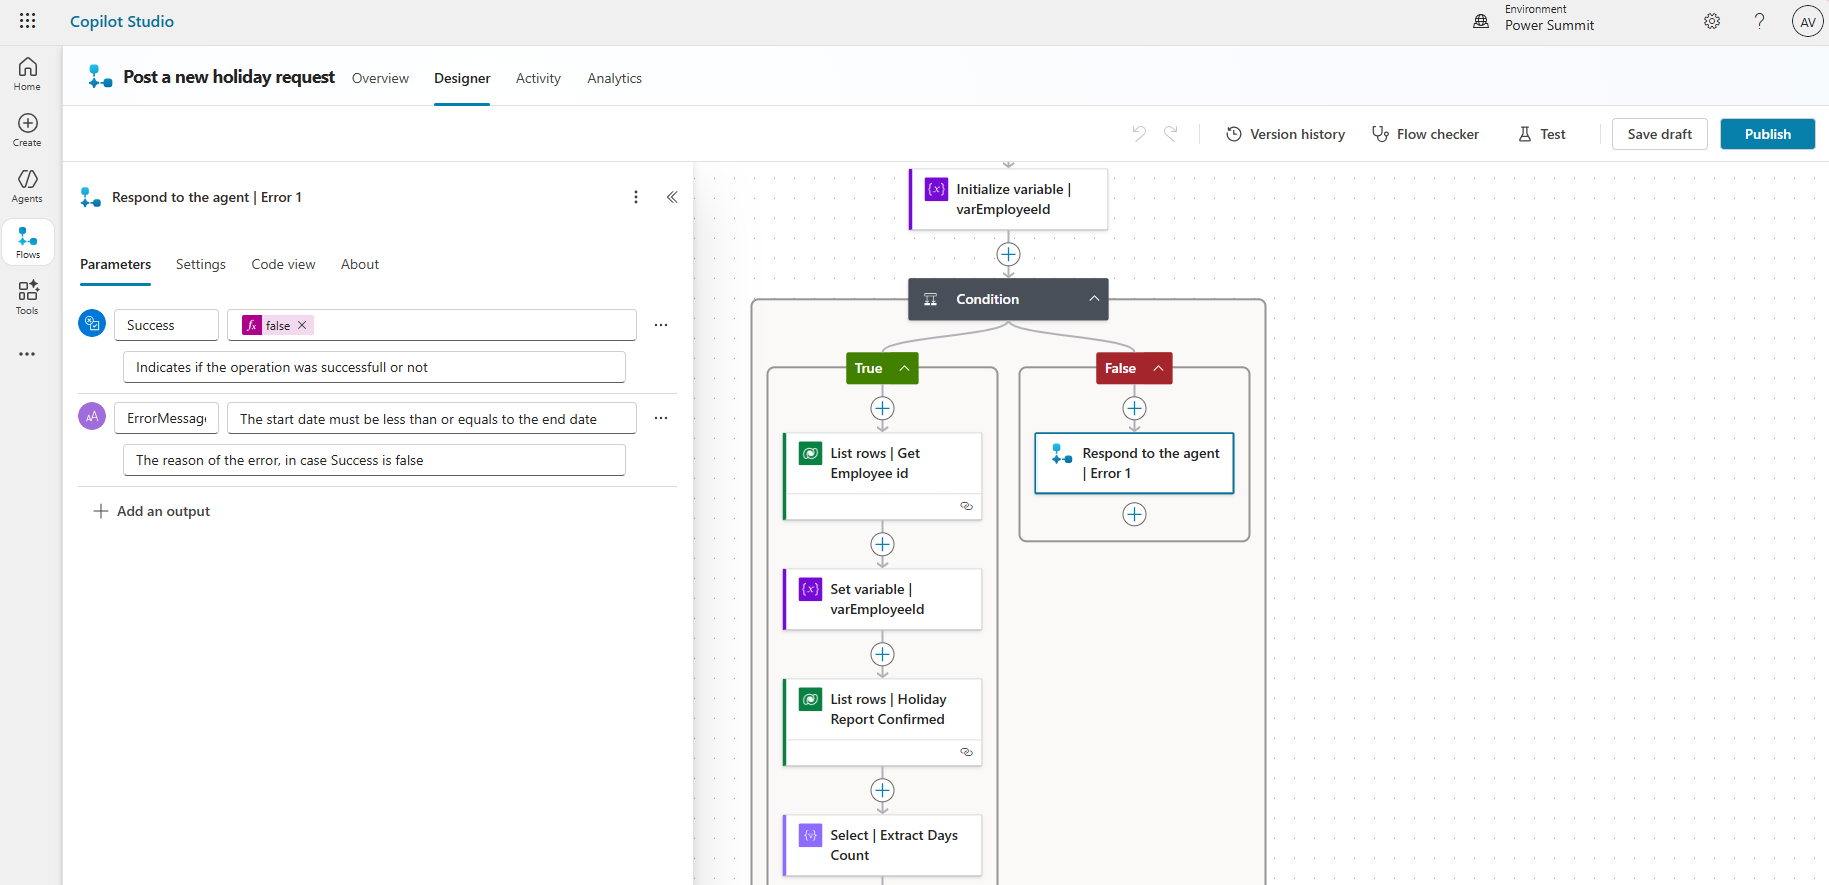 Copilot Studio
Environment
Power Summit
AV
Home
Create
Agents
Flows
Tools
Post a new holiday request
Overview
Designer
Activity
Analytics
Version history
Flow checker
Test
Save draft
Publish
Respond to the agent | Error 1
Parameters
Settings
Code view
About
Success
fx false
Indicates if the operation was successfull or not
AA
ErrorMessag
The start date must be less than or equals to the end date
The reason of the error, in case Success is false
Add an output
{x}
Initialize variable |
varEmployeeId
Condition
True
False
List rows | Get
Employee id
Respond to the agent
| Error 1
{x}
Set variable |
varEmployeeId
List rows | Holiday
Report Confirmed
{v}
Select | Extract Days
Count